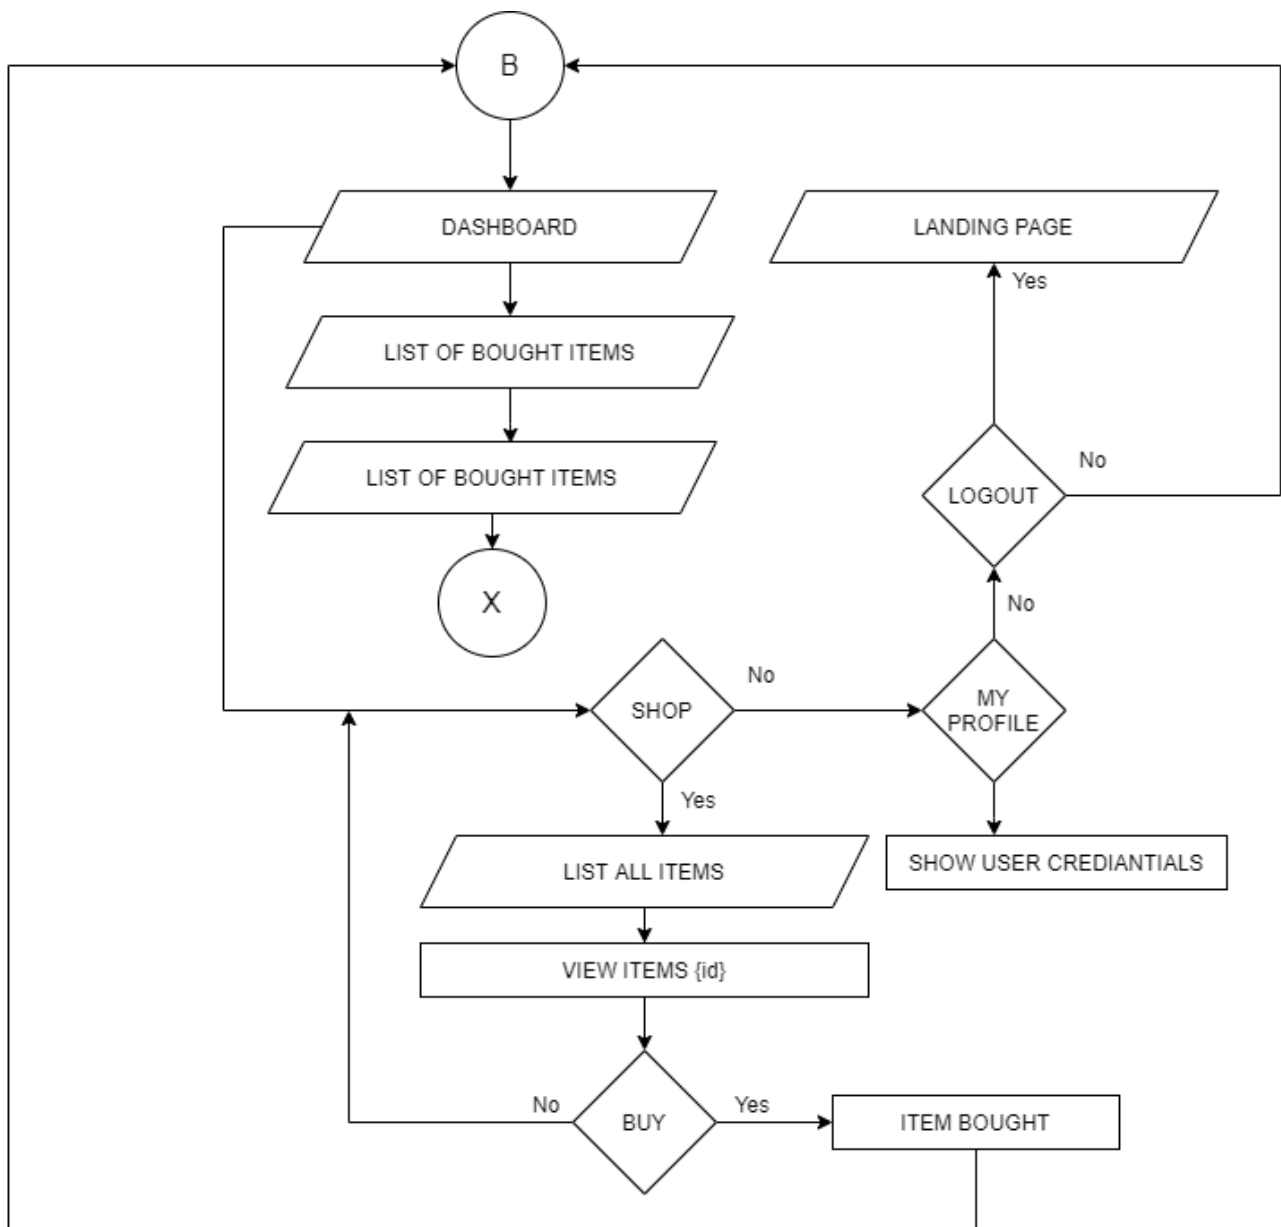 B
DASHBOARD
LANDING PAGE
Yes
LIST OF BOUGHT ITEMS
No
LIST OF BOUGHT ITEMS
LOGOUT
X
No
No
SHOP
MY
PROFILE
Yes
LIST ALL ITEMS
SHOW USER CREDIANTIALS
VIEW ITEMS {id}
No
Yes
BUY
ITEM BOUGHT